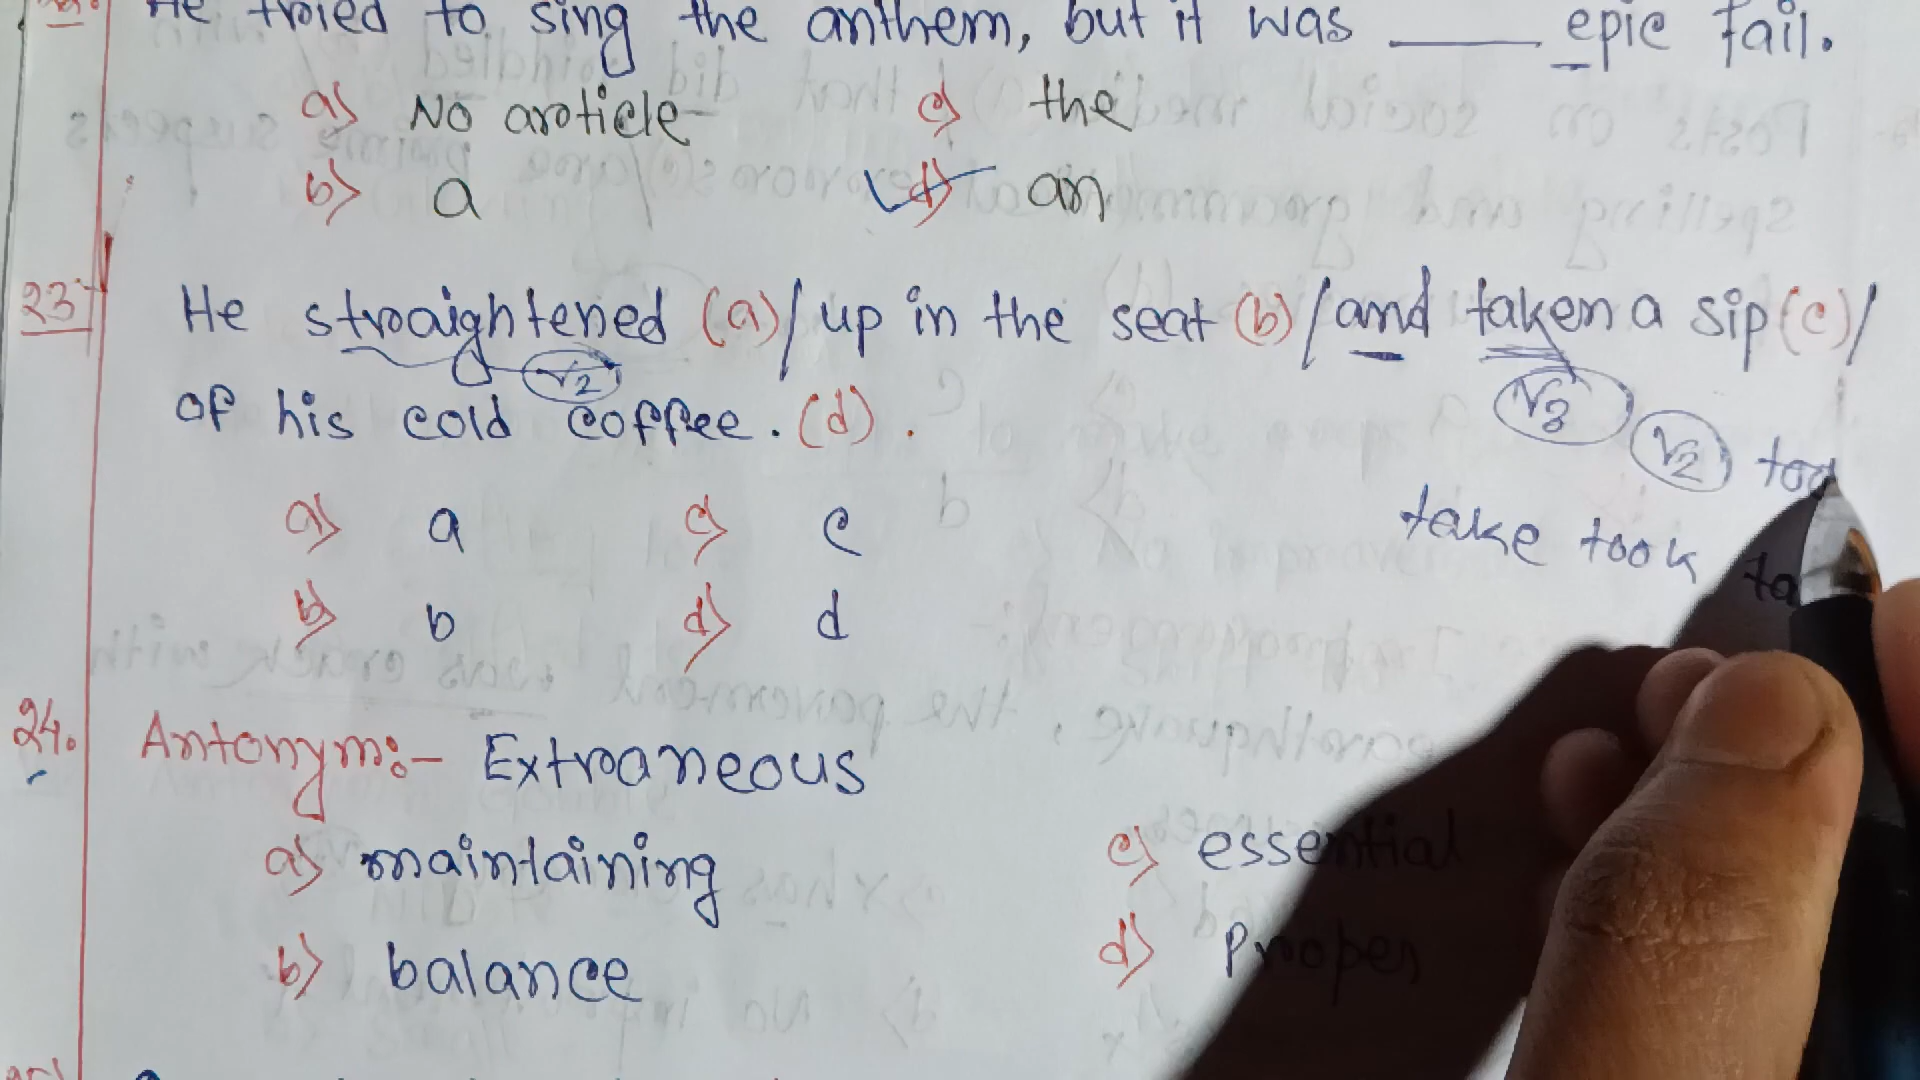 He tried to sing the anthem, but it was ____ epic fail.
a) No article c) the
b) a d) an
23 He straightened (a)/ up in the seat (b)/ and taken a sip (c)/
V2 V3
of his cold coffee. (d).
V2 too
a) a c) c take took ta
b) b d) d
24. Antonym:- Extraneous
a) maintaining c) essential
b) balance d) Proper